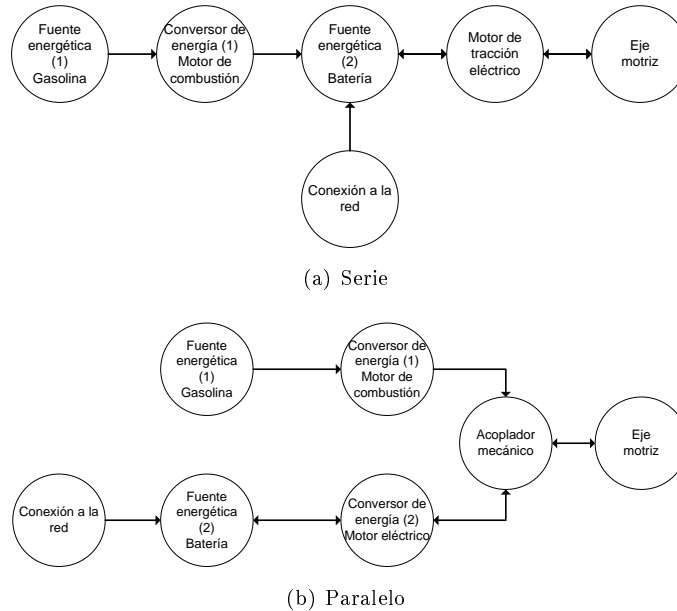 Fuente
energética
(1)
Gasolina
Conversor de
energía (1)
Motor de
combustión
Fuente
energética
(2)
Batería
Motor de
tracción
eléctrico
Eje
motriz
Conexión a la
red
(a) Serie
Fuente
energética
(1)
Gasolina
Conversor de
energía (1)
Motor de
combustión
Acoplador
mecánico
Eje
motriz
Conexión a la
red
Fuente
energética
(2)
Batería
Conversor de
energía (2)
Motor eléctrico
(b) Paralelo